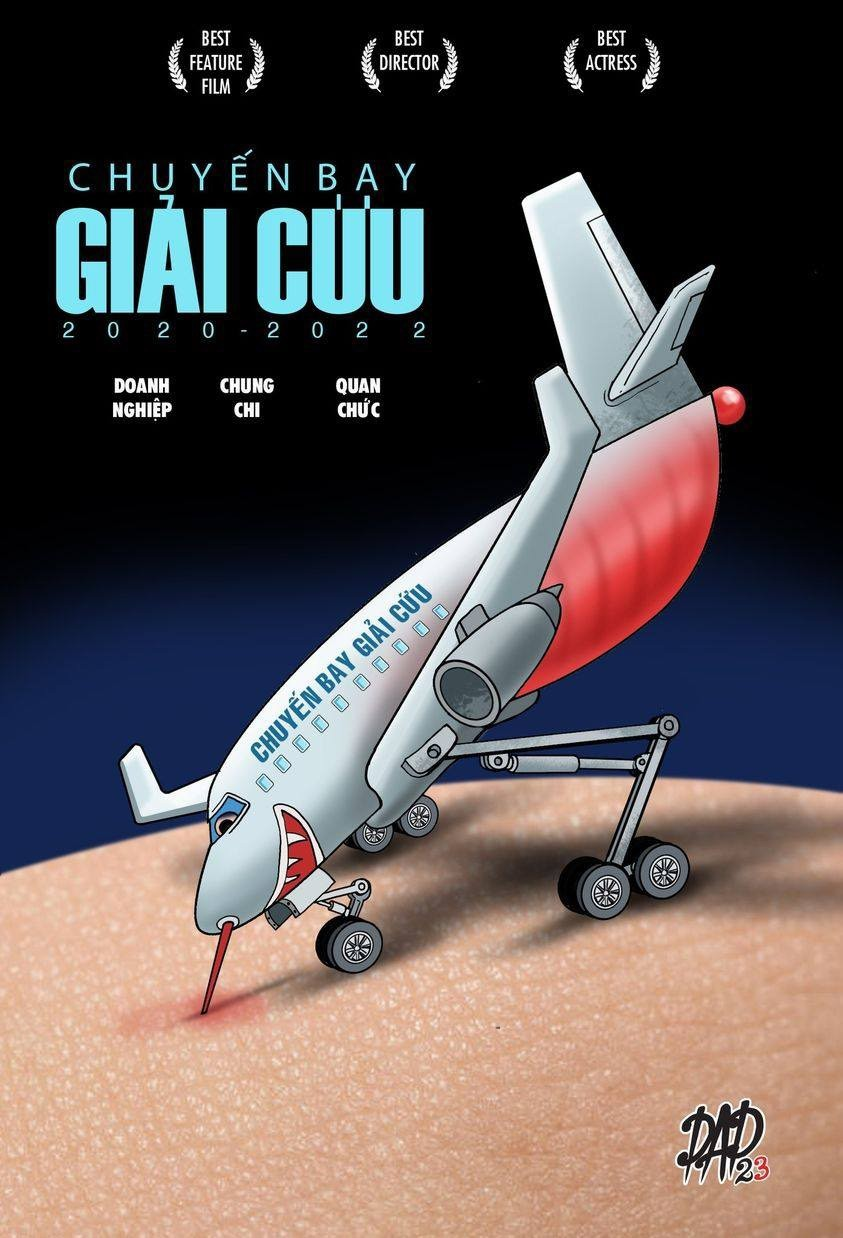 BEST
FEATURE
FILM
BEST
DIRECTOR
BEST
ACTRESS
CHUYẾN BAY
GIẢI CỨU
2020-2022
DOANH
NGHIỆP
CHUNG
CHI
QUAN
CHỨC
CHUYẾN BAY GIẢI CỨU
DAD
23